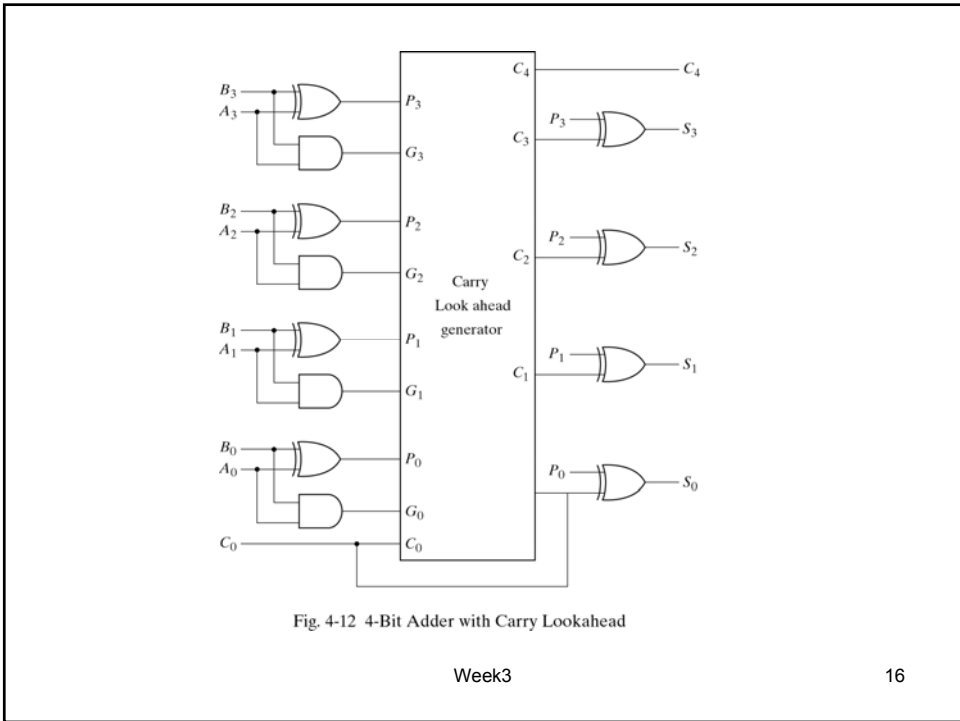 C₄ C₄
B₃
A₃
P₃
P₃
S₃
C₃
G₃
B₂
A₂
P₂
P₂
S₂
C₂
G₂
Carry
Look ahead
generator
B₁
A₁
P₁
P₁
S₁
C₁
G₁
B₀
A₀
P₀
P₀
S₀
G₀
C₀ C₀
Fig. 4-12 4-Bit Adder with Carry Lookahead
Week3 16